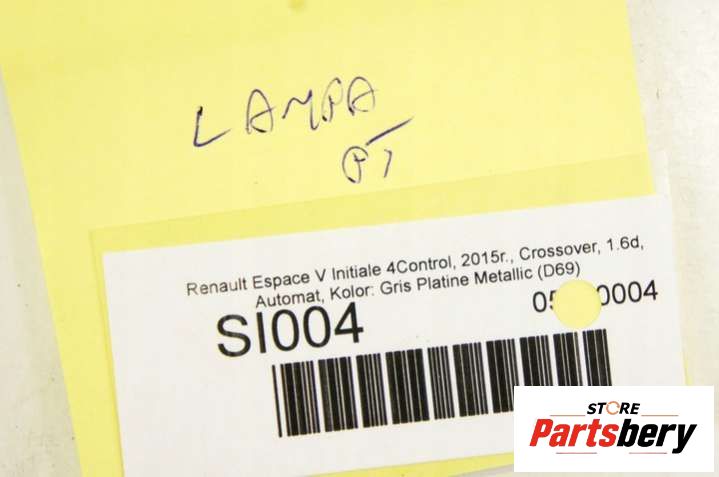 LAMPA
PT
Renault Espace V Initiale 4Control, 2015r., Crossover, 1.6d,
Automat, Kolor: Gris Platine Metallic (D69)
SI004
STORE
Partsbery